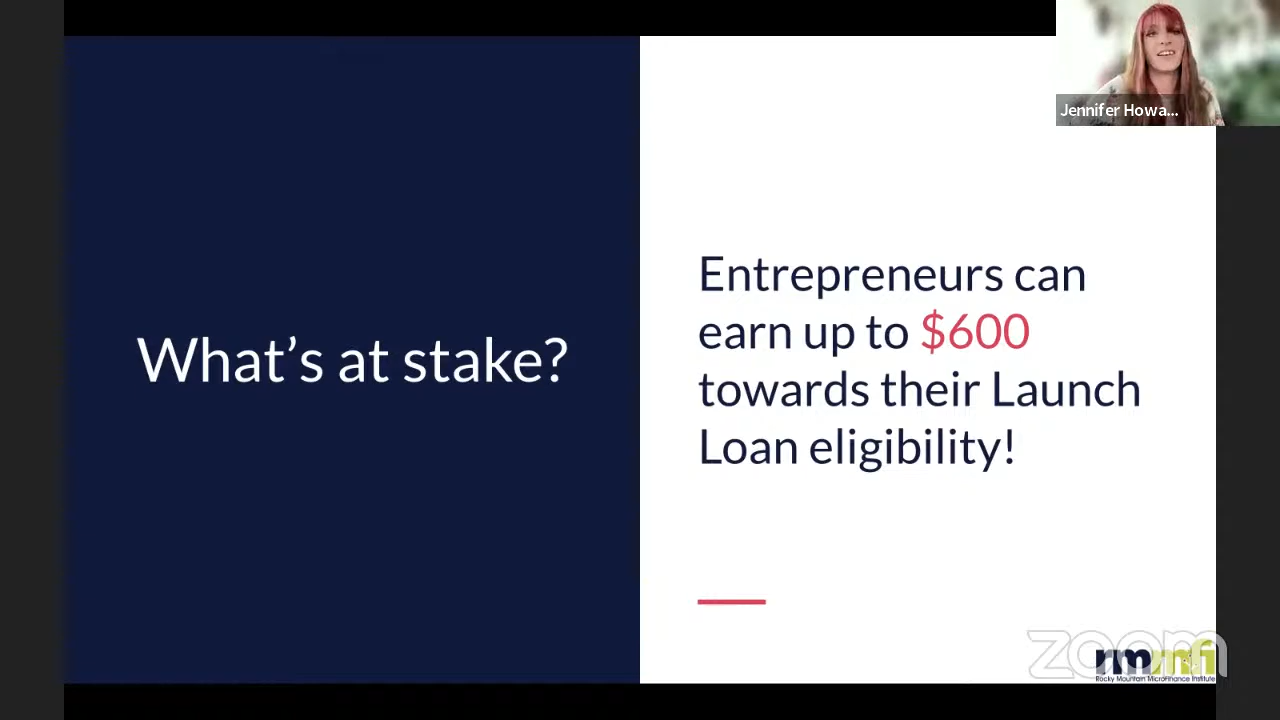 Jennifer Howa...
What's at stake?
Entrepreneurs can
earn up to $600
towards their Launch
Loan eligibility!
zoom
rmmfi
Rocky Mountain MicroFinance Institute